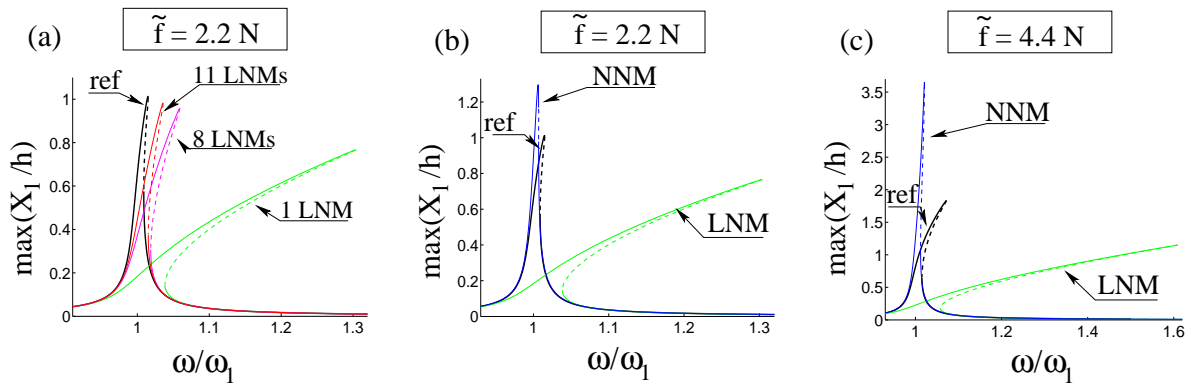 (a)
f̃ = 2.2 N
ref
11 LNMs
8 LNMs
1 LNM
1
0.8
0.6
0.4
0.2
0
1
1.1
1.2
1.3
max(X₁/h)
ω/ω₁
(b)
f̃ = 2.2 N
NNM
ref
LNM
1.2
1
0.8
0.6
0.4
0.2
0
1
1.1
1.2
1.3
max(X₁/h)
ω/ω₁
(c)
f̃ = 4.4 N
NNM
ref
LNM
3.5
3
2.5
2
1.5
1
0.5
0
1
1.2
1.4
1.6
max(X₁/h)
ω/ω₁